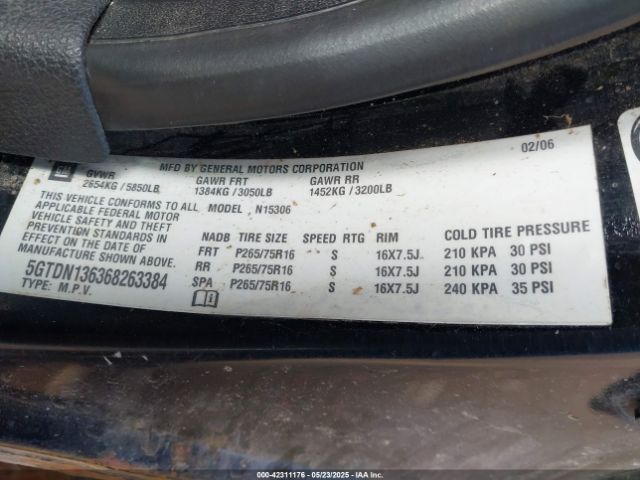 MFD BY GENERAL MOTORS CORPORATION 02/06
GM GVWR GAWR FRT GAWR RR
2654KG / 5850LB 1384KG / 3050LB 1452KG / 3200LB
THIS VEHICLE CONFORMS TO ALL
APPLICABLE FEDERAL MOTOR
VEHICLE SAFETY AND THEFT
PREVENTION STANDARDS IN
EFFECT ON THE DATE OF
MANUFACTURE SHOWN ABOVE.
5GTDN136368263384
TYPE: M.P.V.
MODEL N15306
NADB TIRE SIZE SPEED RTG RIM COLD TIRE PRESSURE
FRT P265/75R16 S 16X7.5J 210 KPA 30 PSI
RR P265/75R16 S 16X7.5J 210 KPA 30 PSI
SPA P265/75R16 S 16X7.5J 240 KPA 35 PSI
000-42311176 - 05/23/2025 - IAAI.COM